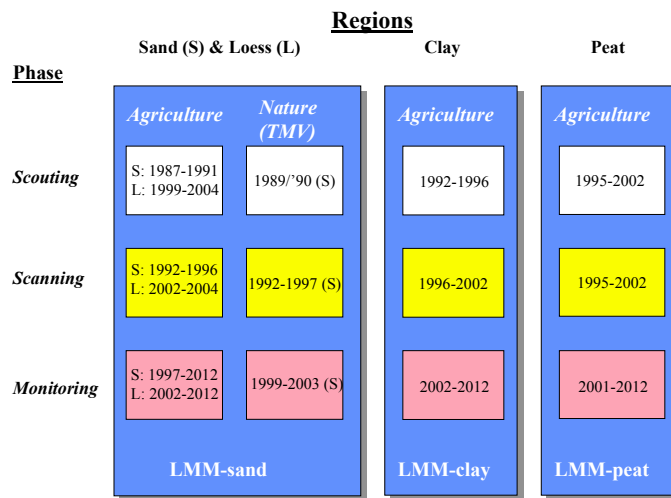 Regions
Sand (S) & Loess (L)
Clay
Peat
Phase
Agriculture
Nature
(TMV)
Agriculture
Agriculture
Scouting
S: 1987-1991
L: 1999-2004
1989/'90 (S)
1992-1996
1995-2002
Scanning
S: 1992-1996
L: 2002-2004
1992-1997 (S)
1996-2002
1995-2002
Monitoring
S: 1997-2012
L: 2002-2012
1999-2003 (S)
2002-2012
2001-2012
LMM-sand
LMM-clay
LMM-peat